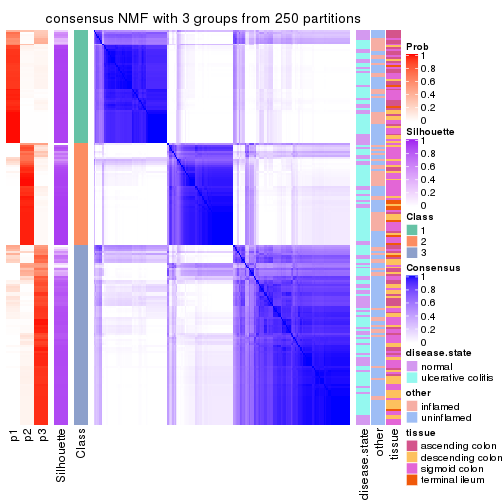 consensus NMF with 3 groups from 250 partitions
Prob
1
0.8
0.6
0.4
0.2
0
Silhouette
1
0.8
0.6
0.4
0.2
0
Class
1
2
3
Consensus
1
0.8
0.6
0.4
0.2
0
disease.state
normal
ulcerative colitis
other
inflamed
uninflamed
tissue
ascending colon
descending colon
sigmoid colon
terminal ileum
p1
p2
p3
Silhouette
Class
disease.state
other
tissue